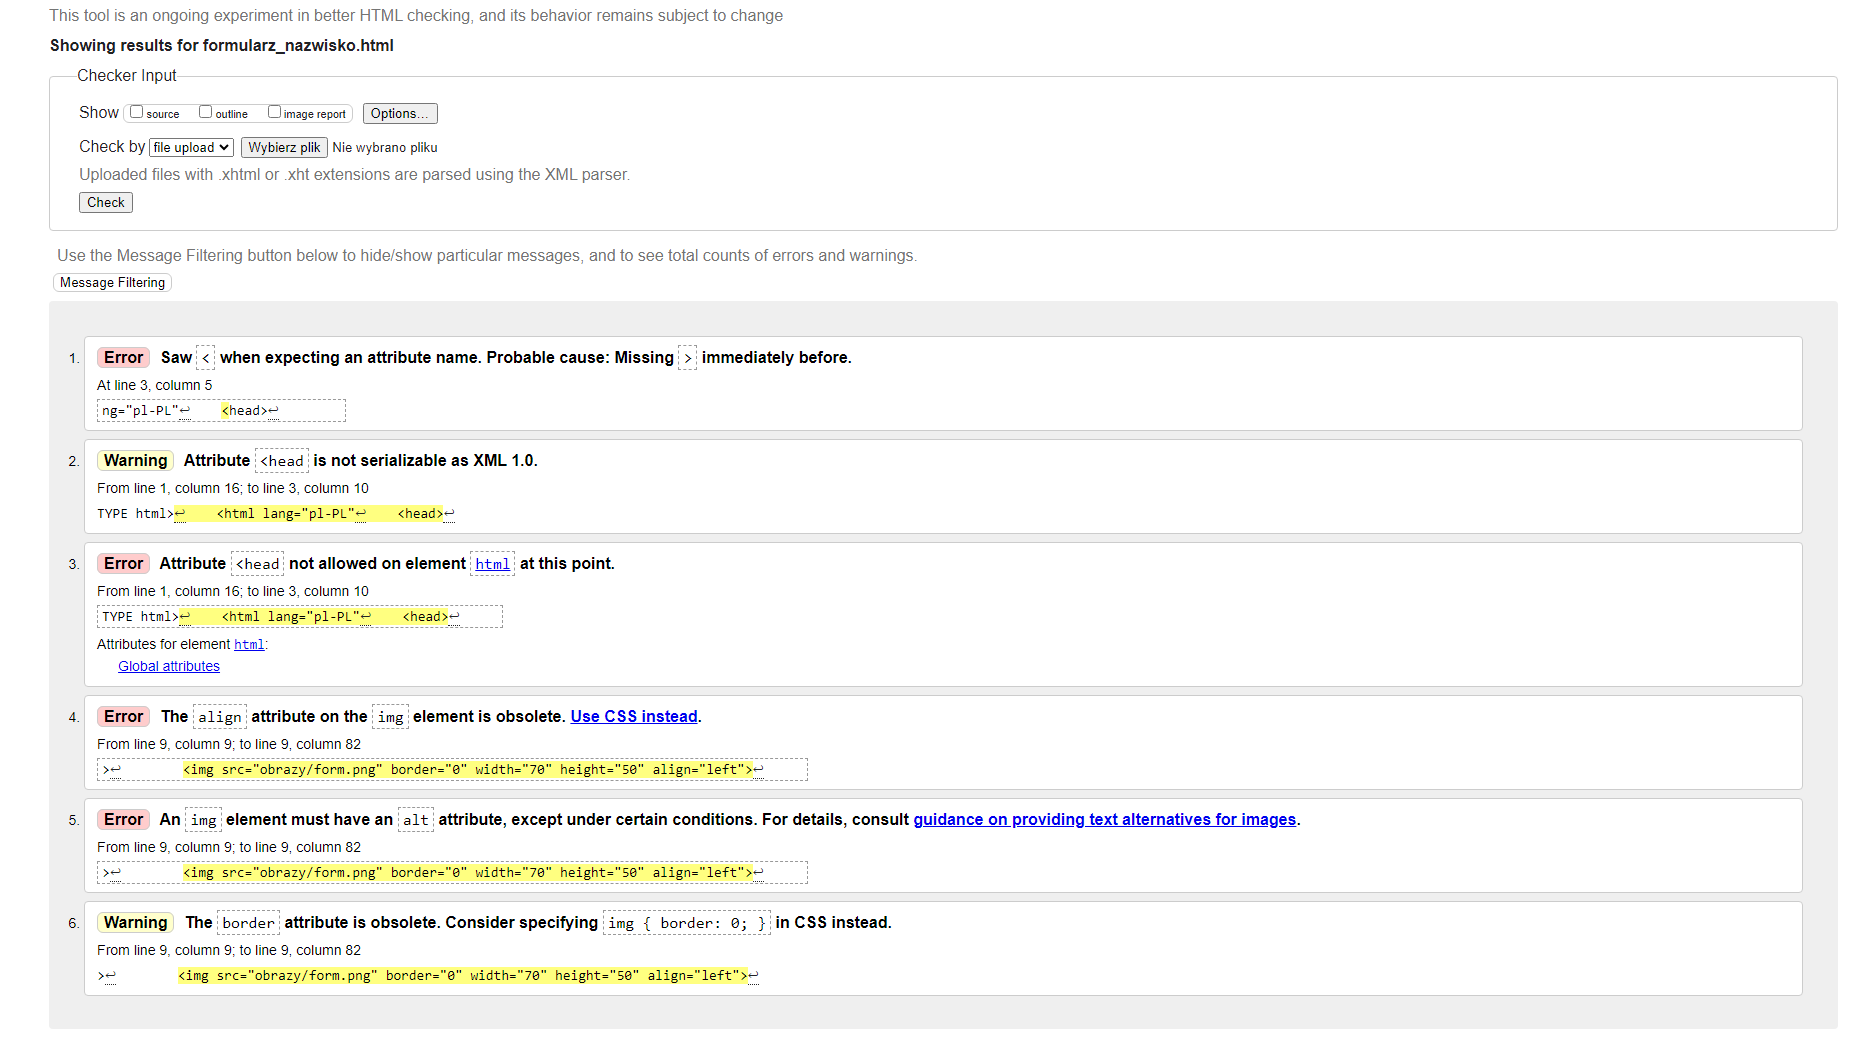 This tool is an ongoing experiment in better HTML checking, and its behavior remains subject to change
Showing results for formularz_nazwisko.html
Checker Input
Show source outline image report Options...
Check by file upload Wybierz plik Nie wybrano pliku
Uploaded files with .xhtml or .xht extensions are parsed using the XML parser.
Check
Use the Message Filtering button below to hide/show particular messages, and to see total counts of errors and warnings.
Message Filtering
1. Error Saw < when expecting an attribute name. Probable cause: Missing > immediately before.
At line 3, column 5
ng="pl-PL"↩ <head>↩
2. Warning Attribute <head is not serializable as XML 1.0.
From line 1, column 16; to line 3, column 10
TYPE html>↩ <html lang="pl-PL"↩ <head>↩
3. Error Attribute <head not allowed on element html at this point.
From line 1, column 16; to line 3, column 10
TYPE html>↩ <html lang="pl-PL"↩ <head>↩
Attributes for element html:
Global attributes
4. Error The align attribute on the img element is obsolete. Use CSS instead.
From line 9, column 9; to line 9, column 82
>↩ <img src="obrazy/form.png" border="0" width="70" height="50" align="left">↩
5. Error An img element must have an alt attribute, except under certain conditions. For details, consult guidance on providing text alternatives for images.
From line 9, column 9; to line 9, column 82
>↩ <img src="obrazy/form.png" border="0" width="70" height="50" align="left">↩
6. Warning The border attribute is obsolete. Consider specifying img { border: 0; } in CSS instead.
From line 9, column 9; to line 9, column 82
>↩ <img src="obrazy/form.png" border="0" width="70" height="50" align="left">↩